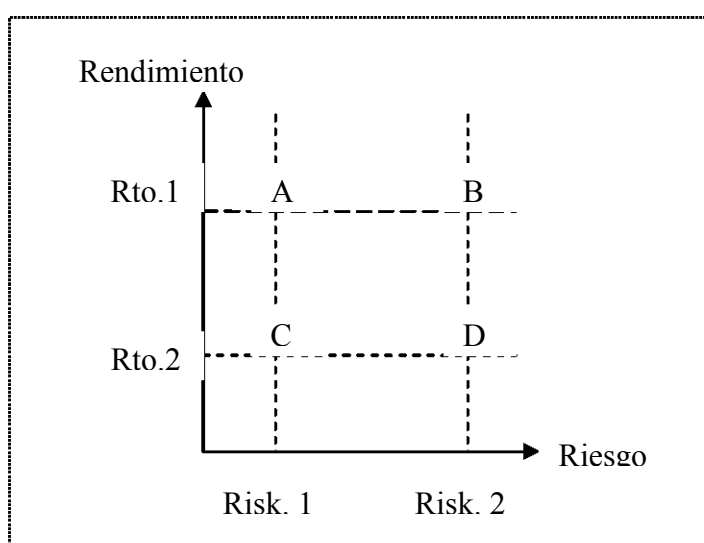 Rendimiento
Rto.1 A B
C D
Rto.2
Riesgo
Risk. 1 Risk. 2